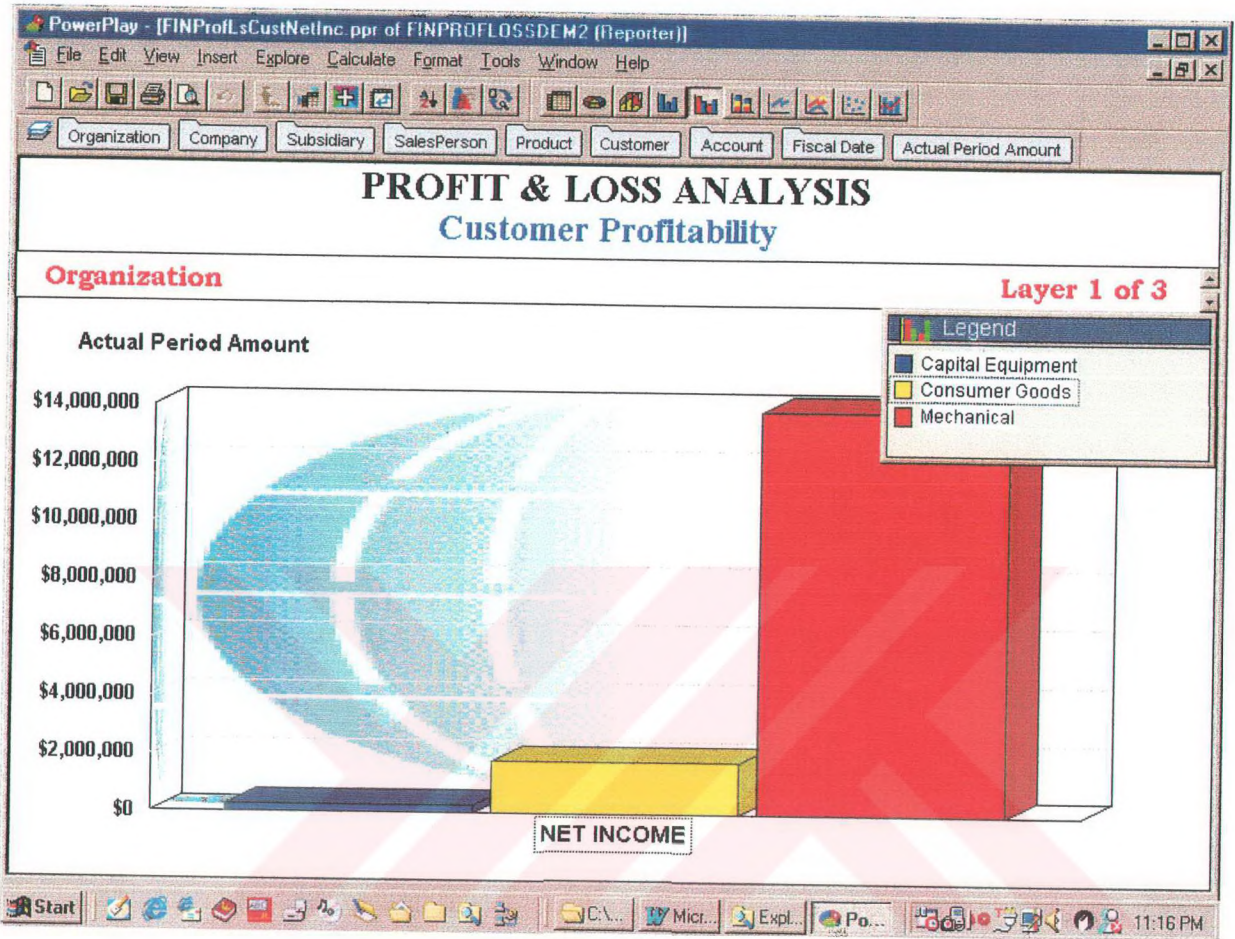 PowerPlay - [FINProfLsCustNetInc.ppr of FINPROFLOSSDEM2 (Reporter)]
File Edit View Insert Explore Calculate Format Tools Window Help
Organization Company Subsidiary SalesPerson Product Customer Account Fiscal Date Actual Period Amount
PROFIT & LOSS ANALYSIS
Customer Profitability
Organization
Layer 1 of 3
Legend
Capital Equipment
Consumer Goods
Mechanical
Actual Period Amount
$14,000,000
$12,000,000
$10,000,000
$8,000,000
$6,000,000
$4,000,000
$2,000,000
$0
NET INCOME
Start C:\... Micr... Expl... Po... 11:16 PM